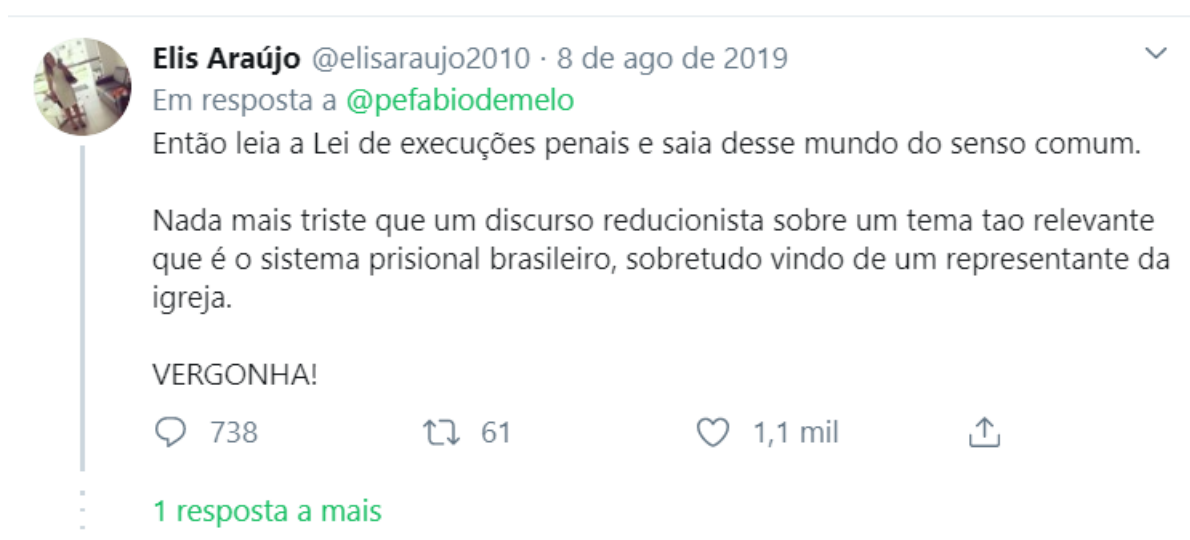 Elis Araújo @elisaraujo2010 · 8 de ago de 2019
Em resposta a @pefabiodemelo
Então leia a Lei de execuções penais e saia desse mundo do senso comum.
Nada mais triste que um discurso reducionista sobre um tema tao relevante
que é o sistema prisional brasileiro, sobretudo vindo de um representante da
igreja.
VERGONHA!
738 61 1,1 mil
1 resposta a mais